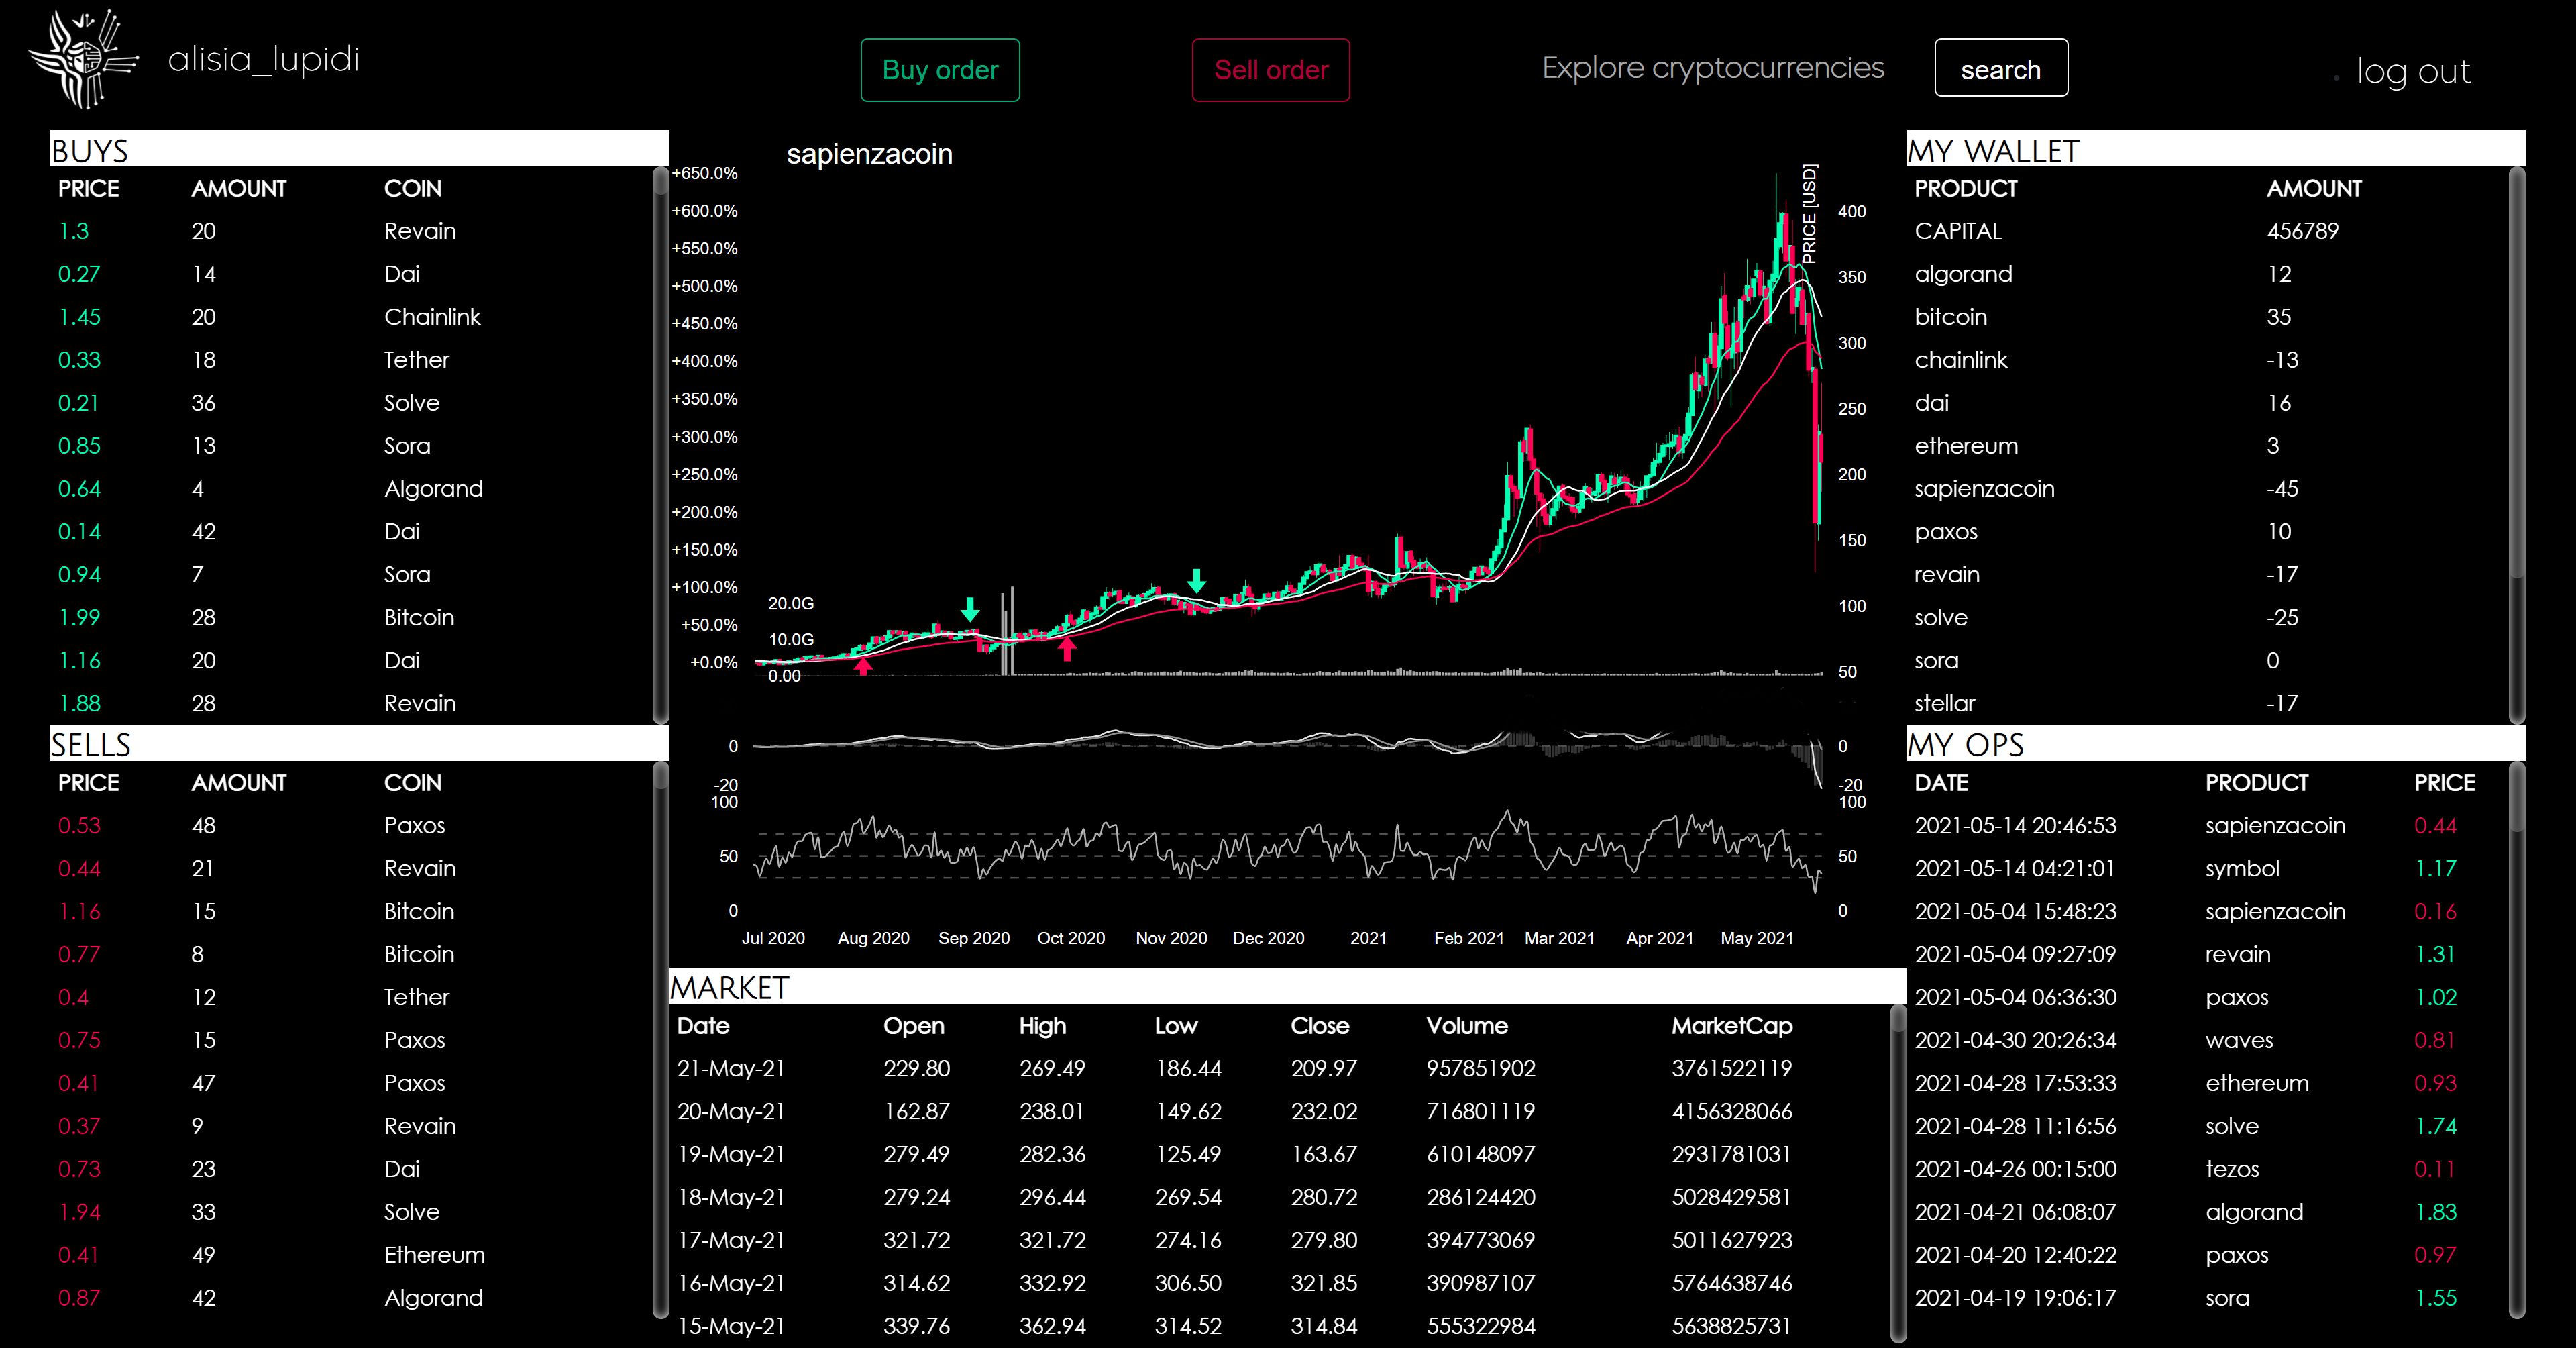 alisia_lupidi
Buy order
Sell order
Explore cryptocurrencies
search
log out
BUYS
PRICE AMOUNT COIN
1.3 20 Revain
0.27 14 Dai
1.45 20 Chainlink
0.33 18 Tether
0.21 36 Solve
0.85 13 Sora
0.64 4 Algorand
0.14 42 Dai
0.94 7 Sora
1.99 28 Bitcoin
1.16 20 Dai
1.88 28 Revain
SELLS
PRICE AMOUNT COIN
0.53 48 Paxos
0.44 21 Revain
1.16 15 Bitcoin
0.77 8 Bitcoin
0.4 12 Tether
0.75 15 Paxos
0.41 47 Paxos
0.37 9 Revain
0.73 23 Dai
1.94 33 Solve
0.41 49 Ethereum
0.87 42 Algorand
sapienzacoin
+650.0%
+600.0%
+550.0%
+500.0%
+450.0%
+400.0%
+350.0%
+300.0%
+250.0%
+200.0%
+150.0%
+100.0%
+50.0%
+0.0%
20.0G
10.0G
0.00
PRICE [USD]
400
350
300
250
200
150
100
50
0 0
-20 -20
100 100
50 50
0 0
Jul 2020 Aug 2020 Sep 2020 Oct 2020 Nov 2020 Dec 2020 2021 Feb 2021 Mar 2021 Apr 2021 May 2021
MARKET
Date Open High Low Close Volume MarketCap
21-May-21 229.80 269.49 186.44 209.97 957851902 3761522119
20-May-21 162.87 238.01 149.62 232.02 716801119 4156328066
19-May-21 279.49 282.36 125.49 163.67 610148097 2931781031
18-May-21 279.24 296.44 269.54 280.72 286124420 5028429581
17-May-21 321.72 321.72 274.16 279.80 394773069 5011627923
16-May-21 314.62 332.92 306.50 321.85 390987107 5764638746
15-May-21 339.76 362.94 314.52 314.84 555322984 5638825731
MY WALLET
PRODUCT AMOUNT
CAPITAL 456789
algorand 12
bitcoin 35
chainlink -13
dai 16
ethereum 3
sapienzacoin -45
paxos 10
revain -17
solve -25
sora 0
stellar -17
MY OPS
DATE PRODUCT PRICE
2021-05-14 20:46:53 sapienzacoin 0.44
2021-05-14 04:21:01 symbol 1.17
2021-05-04 15:48:23 sapienzacoin 0.16
2021-05-04 09:27:09 revain 1.31
2021-05-04 06:36:30 paxos 1.02
2021-04-30 20:26:34 waves 0.81
2021-04-28 17:53:33 ethereum 0.93
2021-04-28 11:16:56 solve 1.74
2021-04-26 00:15:00 tezos 0.11
2021-04-21 06:08:07 algorand 1.83
2021-04-20 12:40:22 paxos 0.97
2021-04-19 19:06:17 sora 1.55